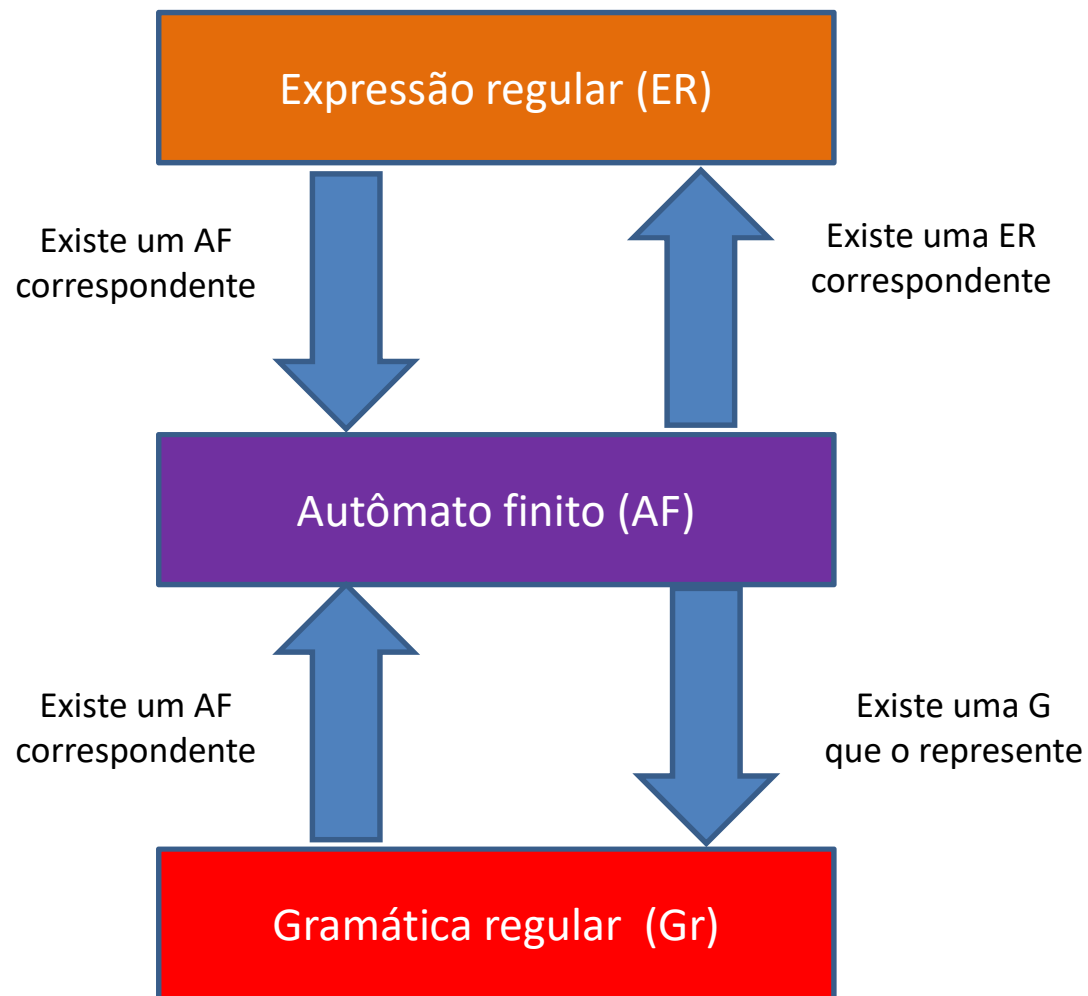 Expressão regular (ER)
Existe um AF
correspondente
Existe uma ER
correspondente
Autômato finito (AF)
Existe um AF
correspondente
Existe uma G
que o represente
Gramática regular (Gr)